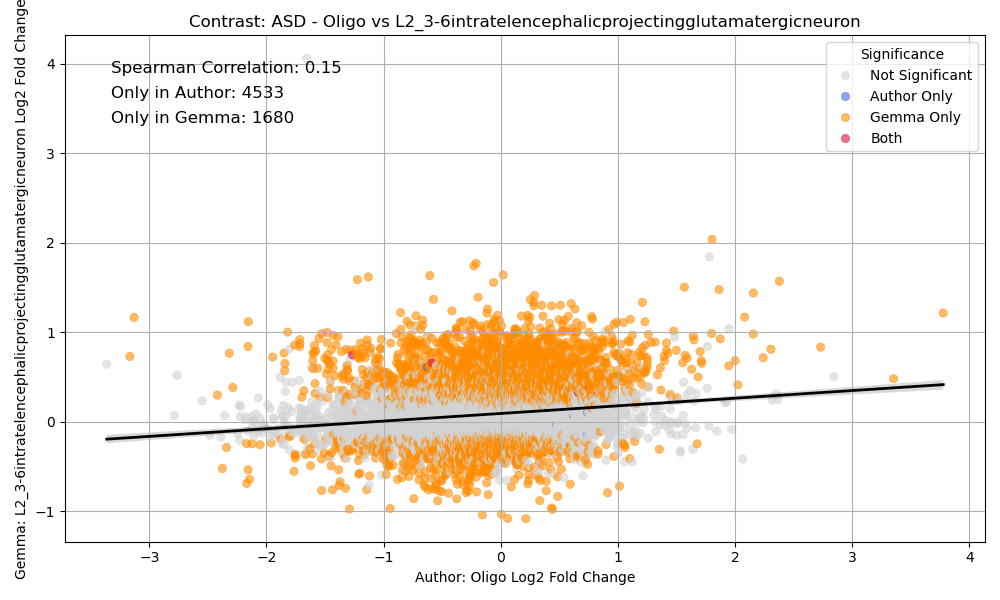 Contrast: ASD - Oligo vs L2_3-6intratelencephalicprojectingglutamatergicneuron
Gemma: L2_3-6intratelencephalicprojectingglutamatergicneuron Log2 Fold Change
Spearman Correlation: 0.15
Only in Author: 4533
Only in Gemma: 1680
Significance
Not Significant
Author Only
Gemma Only
Both
4
3
2
1
0
−1
−3
−2
−1
0
1
2
3
4
Author: Oligo Log2 Fold Change